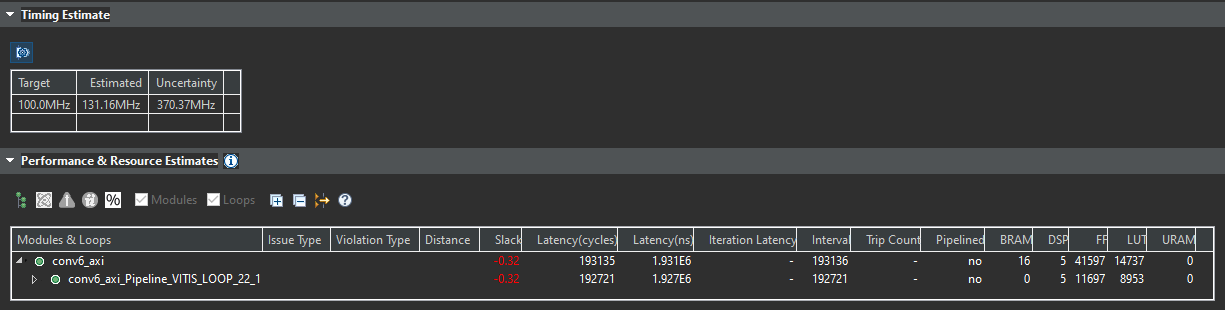 Timing Estimate
Target Estimated Uncertainty
100.0MHz 131.16MHz 370.37MHz
Performance & Resource Estimates
% Modules Loops
Modules & Loops Issue Type Violation Type Distance Slack Latency(cycles) Latency(ns) Iteration Latency Interval Trip Count Pipelined BRAM DSP FF LUT URAM
conv6_axi -0.32 193135 1.931E6 - 193136 - no 16 5 41597 14737 0
conv6_axi_Pipeline_VITIS_LOOP_22_1 -0.32 192721 1.927E6 - 192721 - no 0 5 11697 8953 0